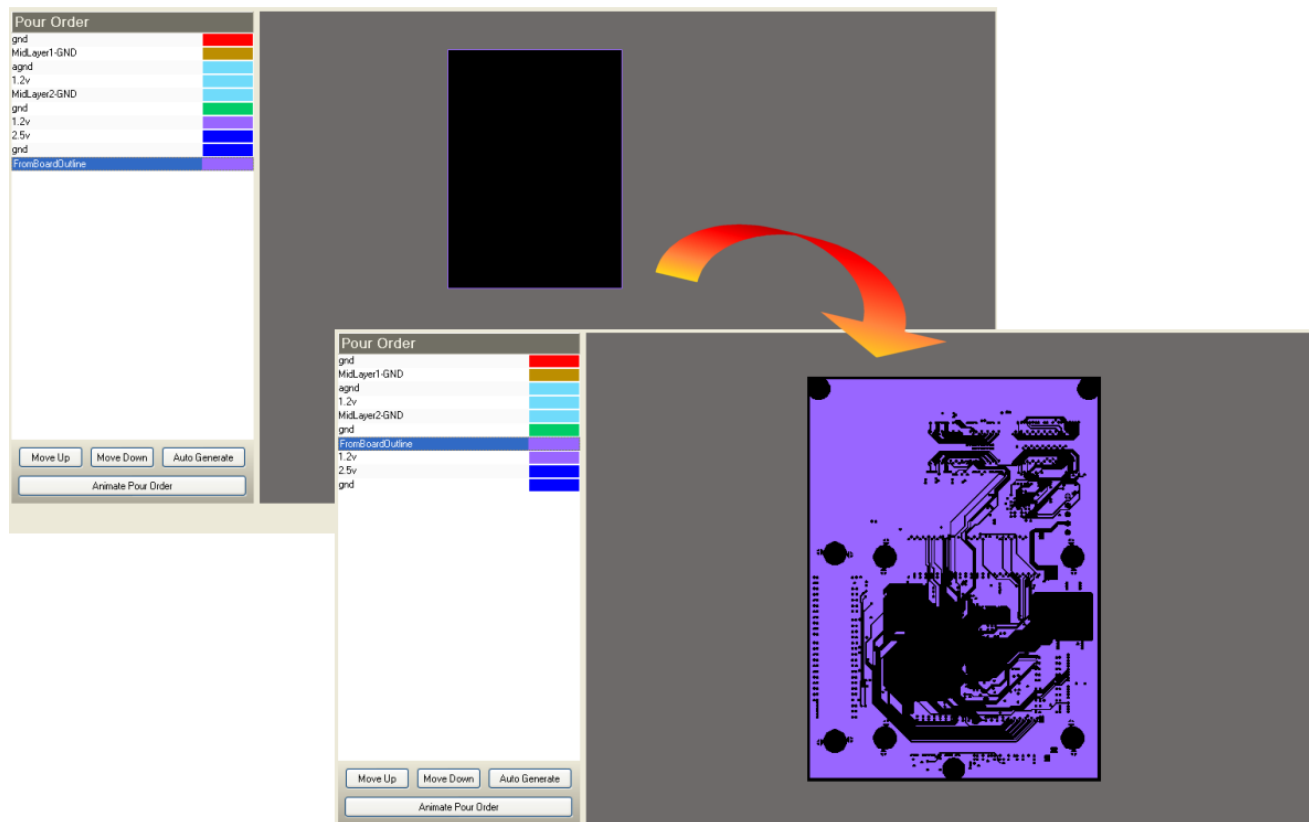 Pour Order
gnd
MidLayer1-GND
agnd
1.2v
MidLayer2-GND
gnd
1.2v
2.5v
gnd
FromBoardOutline
Move Up
Move Down
Auto Generate
Animate Pour Order
Pour Order
gnd
MidLayer1-GND
agnd
1.2v
MidLayer2-GND
gnd
FromBoardOutline
1.2v
2.5v
gnd
Move Up
Move Down
Auto Generate
Animate Pour Order